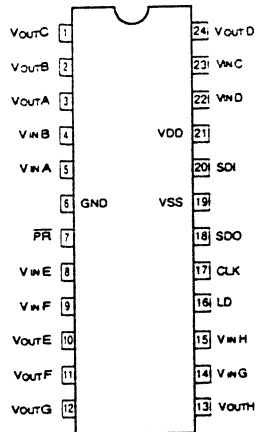 VOUTC 1 24 VOUTD
VOUTB 2 23 VINC
VOUTA 3 22 VIND
VINB 4 VDD 21
VINA 5 20 SDI
6 GND VSS 19
PR 7 18 SDO
VINE 8 17 CLK
VINF 9 16 LD
VOUTE 10 15 VINH
VOUTF 11 14 VING
VOUTG 12 13 VOUTH